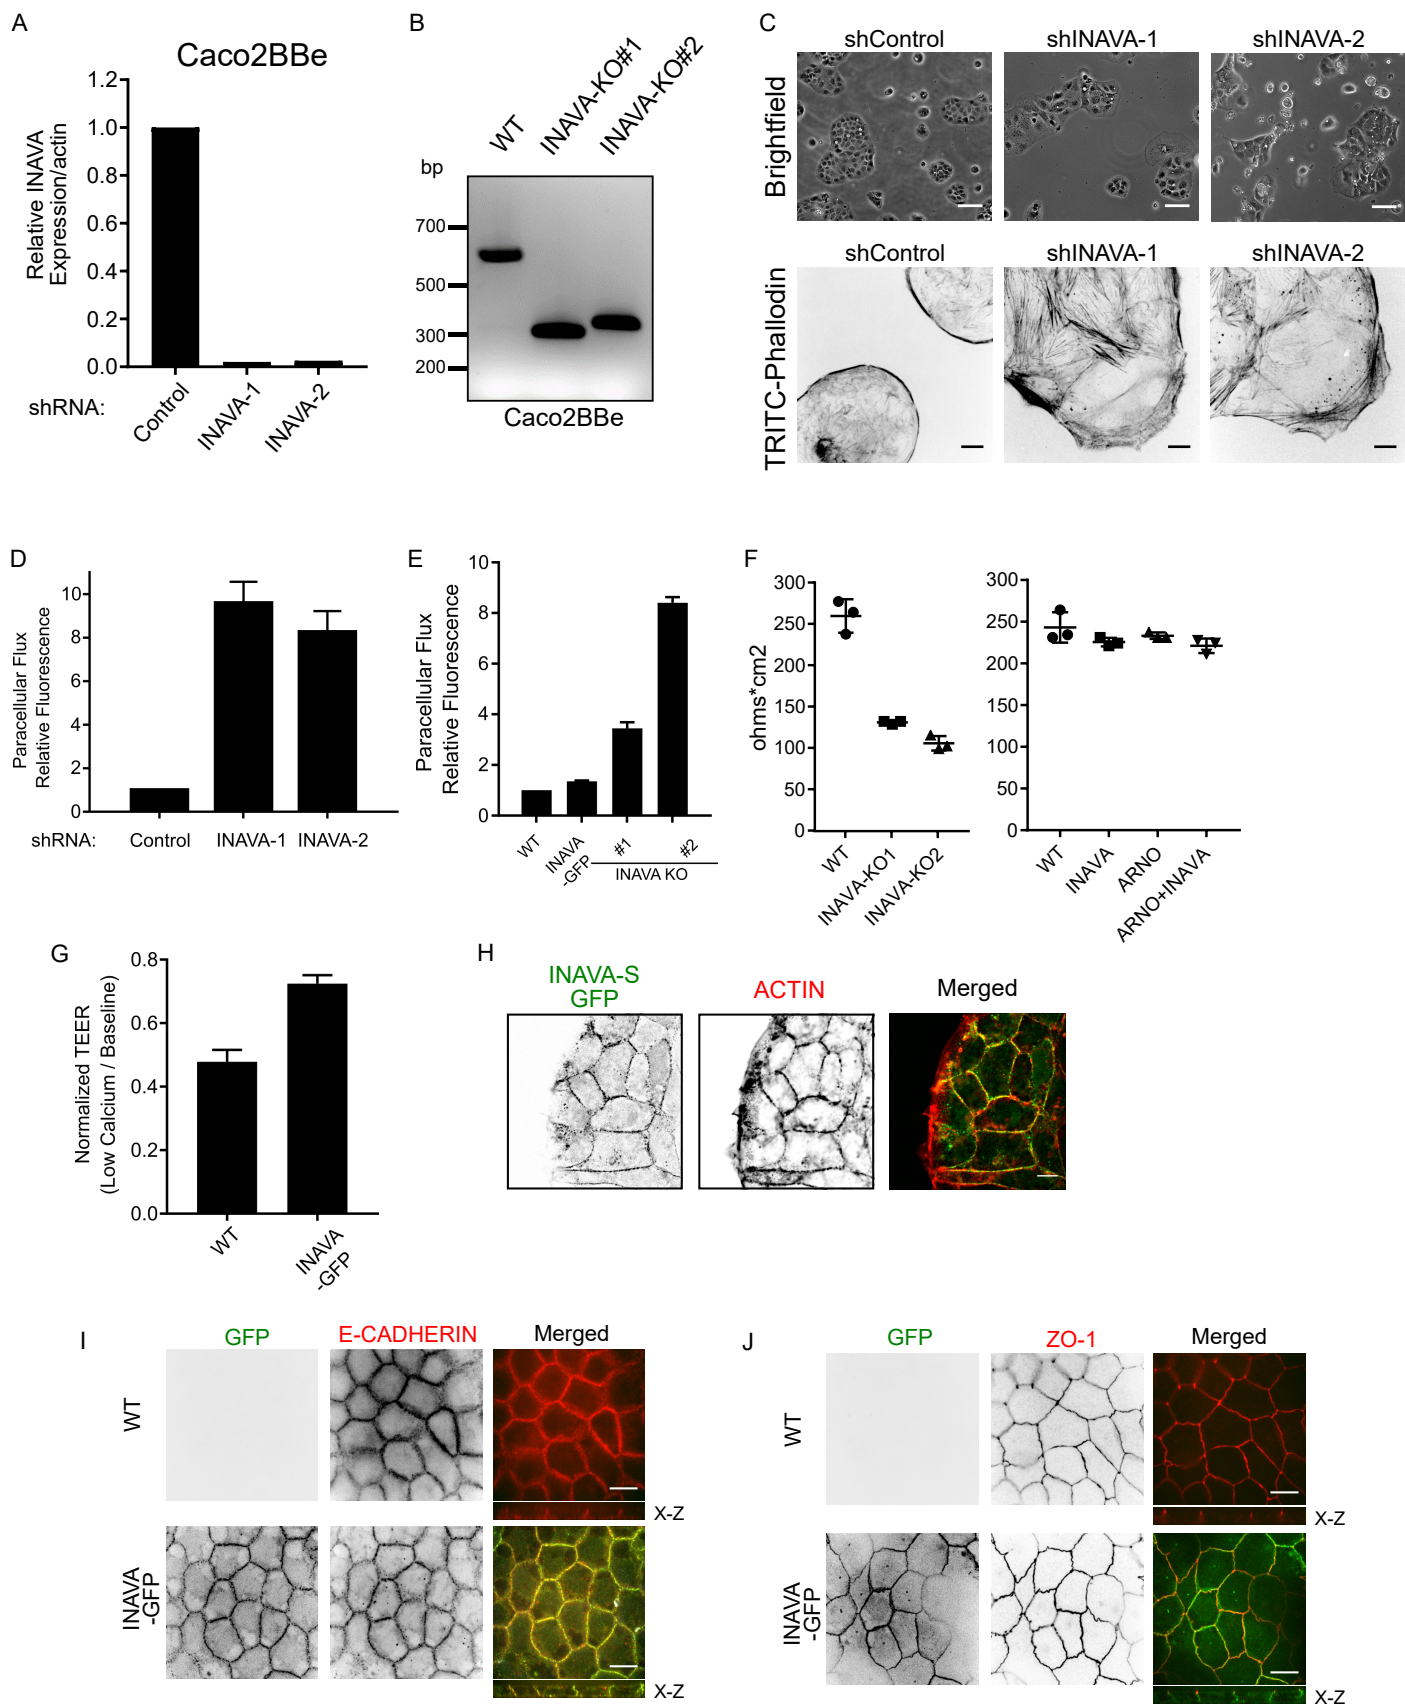 A
Caco2BBe
Relative INAVA
Expression/actin
1.2
1.0
0.8
0.6
0.4
0.2
0.0
shRNA:
Control
INAVA-1
INAVA-2
B
WT
INAVA-KO#1
INAVA-KO#2
bp
700
500
300
200
Caco2BBe
C
shControl
shINAVA-1
shINAVA-2
Brightfield
shControl
shINAVA-1
shINAVA-2
TRITC-Phallodin
D
Paracellular Flux
Relative Fluorescence
10
8
6
4
2
0
shRNA:
Control
INAVA-1
INAVA-2
E
Paracellular Flux
Relative Fluorescence
10
8
6
4
2
0
WT
INAVA
-GFP
#1
#2
INAVA KO
F
ohms*cm2
300
250
200
150
100
50
0
WT
INAVA-KO1
INAVA-KO2
300
250
200
150
100
50
0
WT
INAVA
ARNO
ARNO+INAVA
G
Normalized TEER
(Low Calcium / Baseline)
0.8
0.6
0.4
0.2
0.0
WT
INAVA
-GFP
H
INAVA-S
GFP
ACTIN
Merged
I
GFP
E-CADHERIN
Merged
WT
X-Z
INAVA
-GFP
X-Z
J
GFP
ZO-1
Merged
WT
X-Z
INAVA
-GFP
X-Z